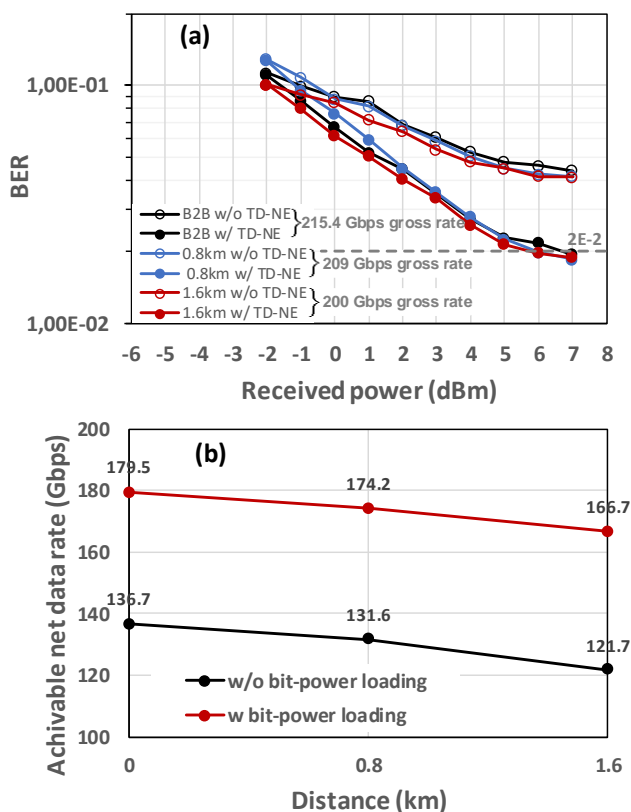 (a)
1,00E-01
BER
B2B w/o TD-NE
B2B w/ TD-NE
215.4 Gbps gross rate
2E-2
0.8km w/o TD-NE
0.8km w/ TD-NE
209 Gbps gross rate
1.6km w/o TD-NE
1.6km w/ TD-NE
200 Gbps gross rate
1,00E-02
-6 -5 -4 -3 -2 -1 0 1 2 3 4 5 6 7 8
Received power (dBm)
(b)
Achivable net data rate (Gbps)
200
180
160
140
120
100
179.5
174.2
166.7
136.7
131.6
121.7
w/o bit-power loading
w bit-power loading
0 0.8 1.6
Distance (km)